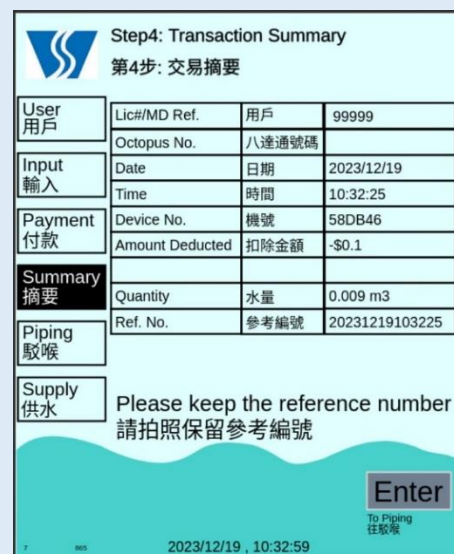 Step4: Transaction Summary
第4步: 交易摘要
User
用戶
Input
輸入
Payment
付款
Summary
摘要
Piping
駁喉
Supply
供水
Lic#/MD Ref. 用戶 99999
Octopus No. 八達通號碼
Date 日期 2023/12/19
Time 時間 10:32:25
Device No. 機號 58DB46
Amount Deducted 扣除金額 -$0.1
Quantity 水量 0.009 m3
Ref. No. 參考編號 20231219103225
Please keep the reference number
請拍照保留參考編號
Enter
To Piping
往駁喉
7 865 2023/12/19 , 10:32:59